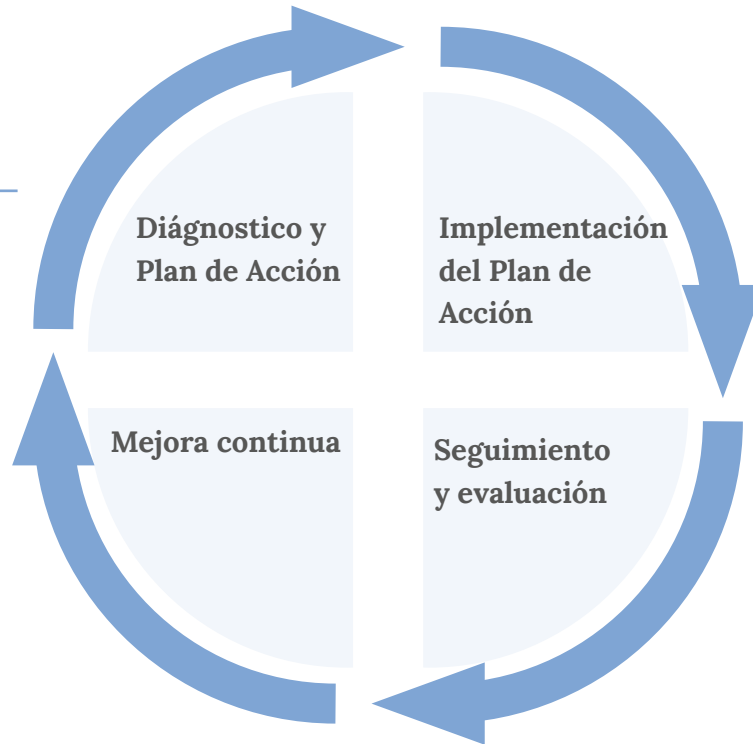 Diágnostico y
Plan de Acción
Implementación
del Plan de
Acción
Mejora continua
Seguimiento
y evaluación